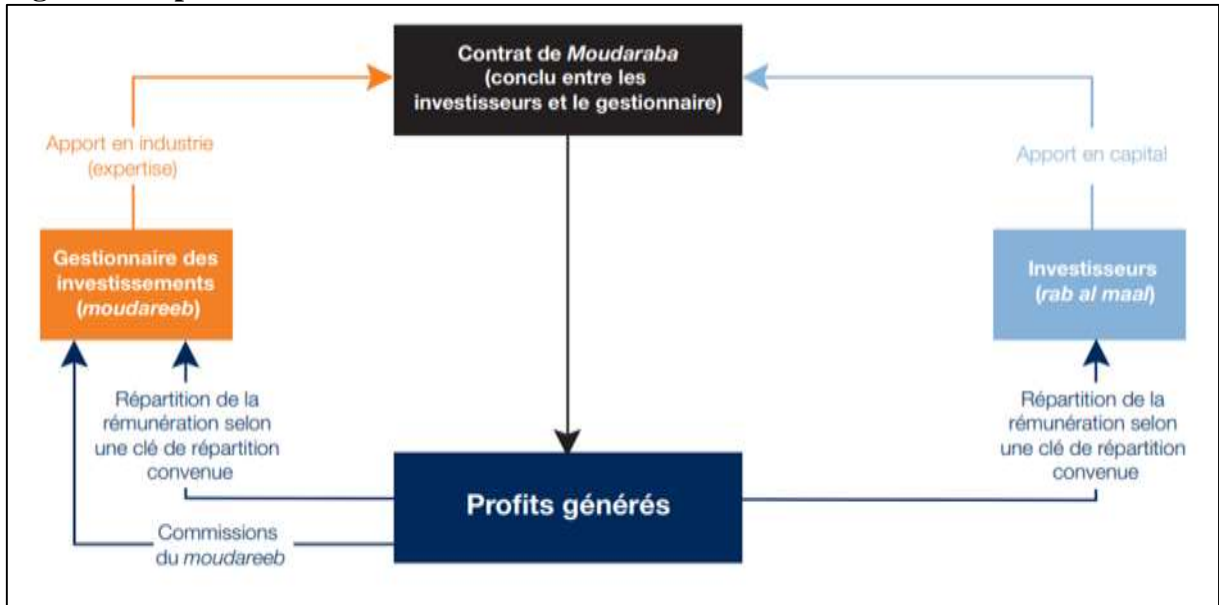 Contrat de Moudaraba
(conclu entre les
investisseurs et le gestionnaire)
Apport en industrie
(expertise)
Apport en capital
Gestionnaire des
investissements
(moudareeb)
Investisseurs
(rab al maal)
Répartition de la
rémunération selon
une clé de répartition
convenue
Répartition de la
rémunération selon
une clé de répartition
convenue
Profits générés
Commissions
du moudareeb